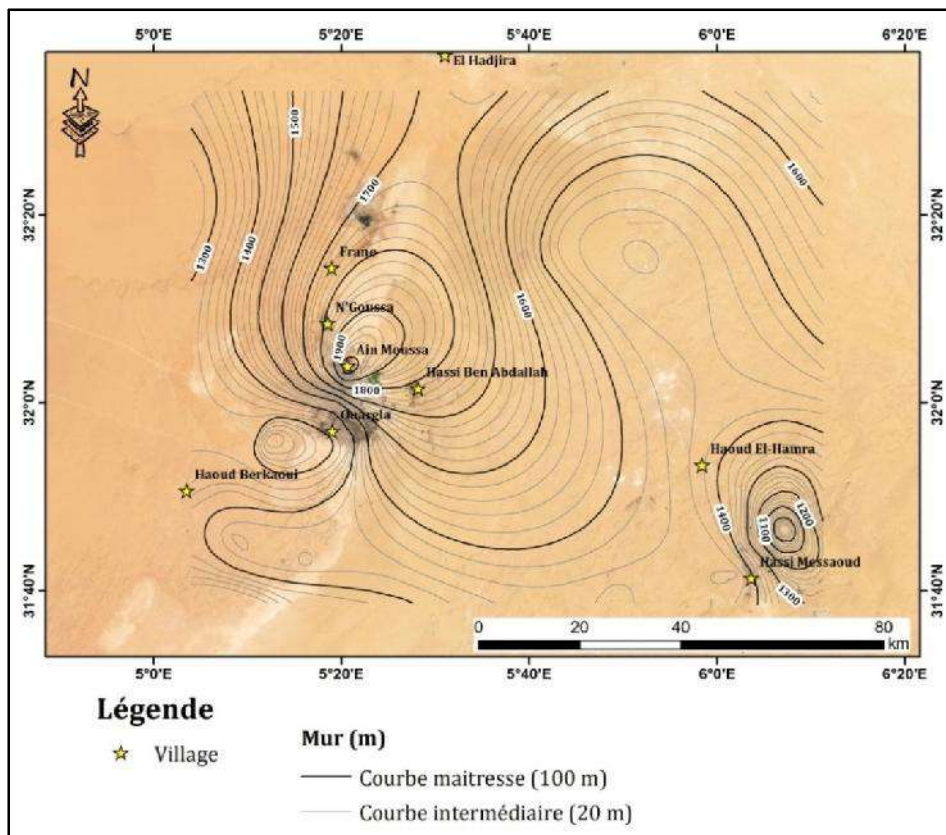 5°0'E 5°20'E 5°40'E 6°0'E 6°20'E
N
El Hadjira
1500
1700
1600
32°20'N 32°20'N
1300
1400
Frane
1600
N'Goussa
1900
Ain Moussa
Hassi Ben Abdallah
1800
32°0'N 32°0'N
Ouargla
Haoud El-Hamra
Haoud Berkaoui
1400
1100
1200
Hassi Messaoud
1300
31°40'N 31°40'N
0 20 40 80
km
5°0'E 5°20'E 5°40'E 6°0'E 6°20'E
Légende
Village
Mur (m)
Courbe maitresse (100 m)
Courbe intermédiaire (20 m)